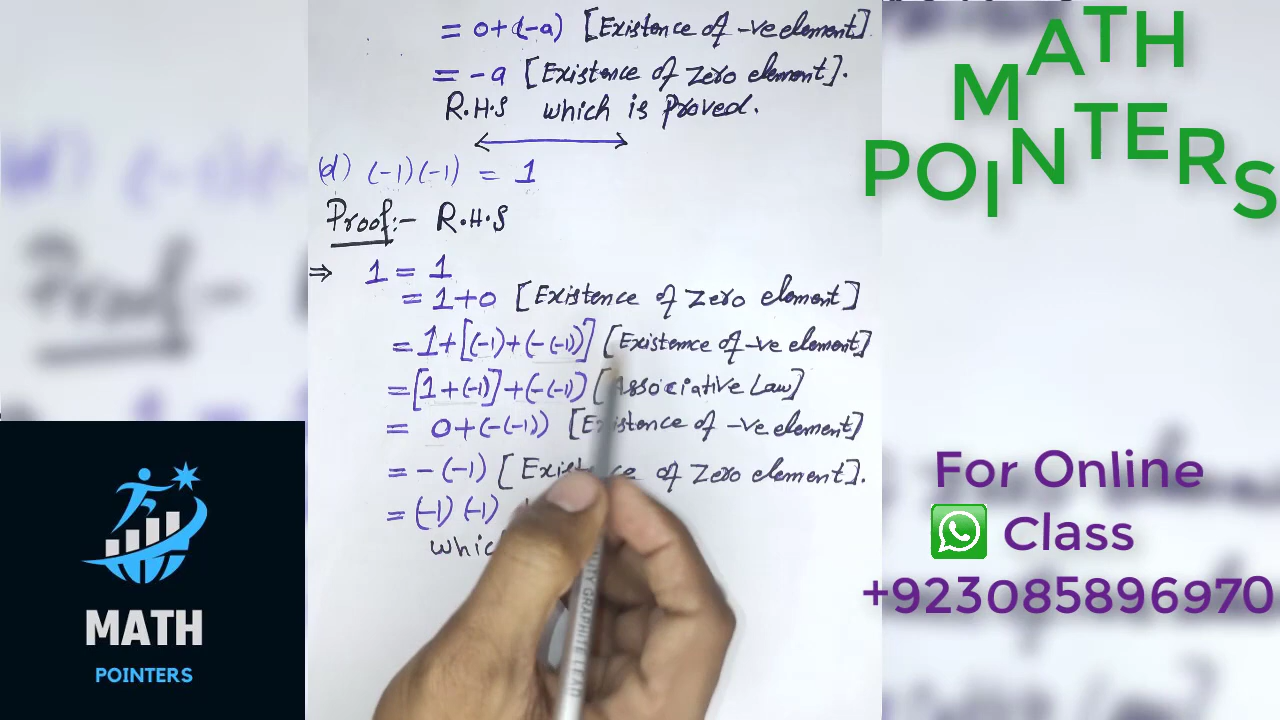 = 0+(-a) [Existence of -ve element].
= -a [Existence of Zero element].
R.H.S which is Proved.
(d) (-1)(-1) = 1
Proof:- R.H.S
⇒ 1 = 1
= 1+0 [Existence of Zero element]
= 1+[(-1)+(-(-1))] [Existence of -ve element]
= [1+(-1)]+(-(-1)) [Associative Law]
= 0+(-(-1)) [Existence of -ve element]
= -(-1) [Existence of Zero element].
= (-1)(-1)
MATH
POINTERS
For Online
Class
+923085896970
MATH
POINTERS